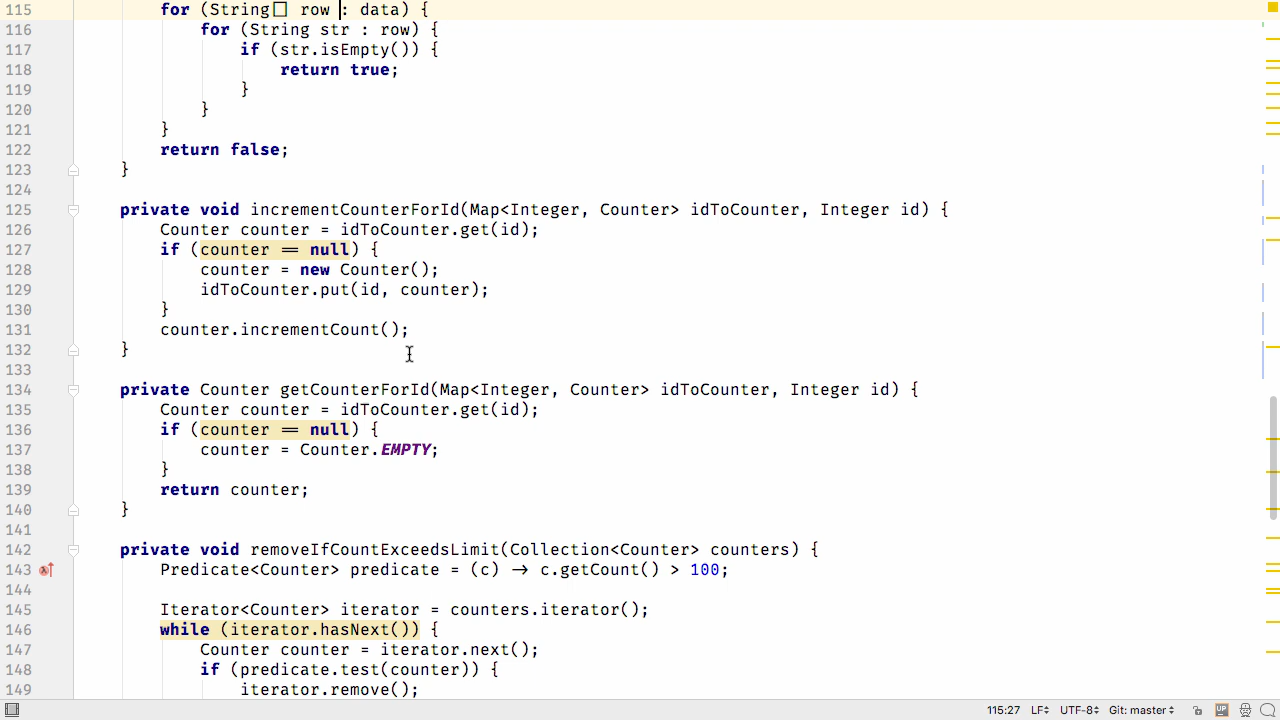 115 for (String[] row : data) {
116 for (String str : row) {
117 if (str.isEmpty()) {
118 return true;
119 }
120 }
121 }
122 return false;
123 }
124
125 private void incrementCounterForId(Map<Integer, Counter> idToCounter, Integer id) {
126 Counter counter = idToCounter.get(id);
127 if (counter == null) {
128 counter = new Counter();
129 idToCounter.put(id, counter);
130 }
131 counter.incrementCount();
132 }
133
134 private Counter getCounterForId(Map<Integer, Counter> idToCounter, Integer id) {
135 Counter counter = idToCounter.get(id);
136 if (counter == null) {
137 counter = Counter.EMPTY;
138 }
139 return counter;
140 }
141
142 private void removeIfCountExceedsLimit(Collection<Counter> counters) {
143 Predicate<Counter> predicate = (c) → c.getCount() > 100;
144
145 Iterator<Counter> iterator = counters.iterator();
146 while (iterator.hasNext()) {
147 Counter counter = iterator.next();
148 if (predicate.test(counter)) {
149 iterator.remove();
115:27 LF UTF-8 Git: master UP